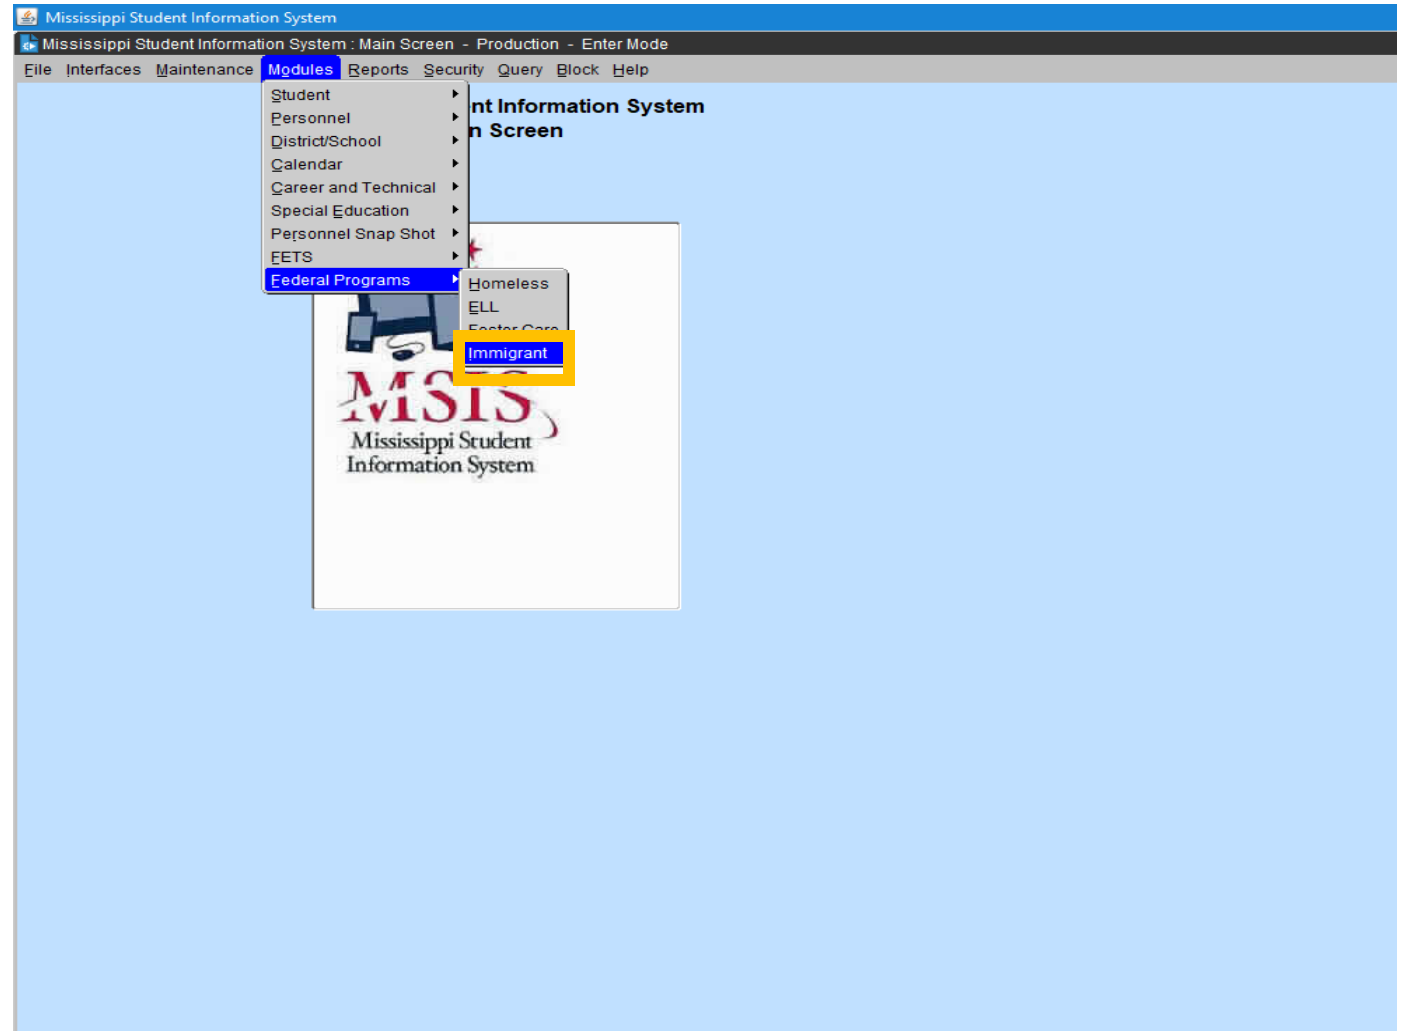 Mississippi Student Information System
Mississippi Student Information System : Main Screen - Production - Enter Mode
File Interfaces Maintenance Modules Reports Security Query Block Help
Student
Personnel
District/School
Calendar
Career and Technical
Special Education
Personnel Snap Shot
FETS
Federal Programs
Homeless
ELL
Foster Care
Immigrant
nt Information System
n Screen
MSIS
Mississippi Student
Information System